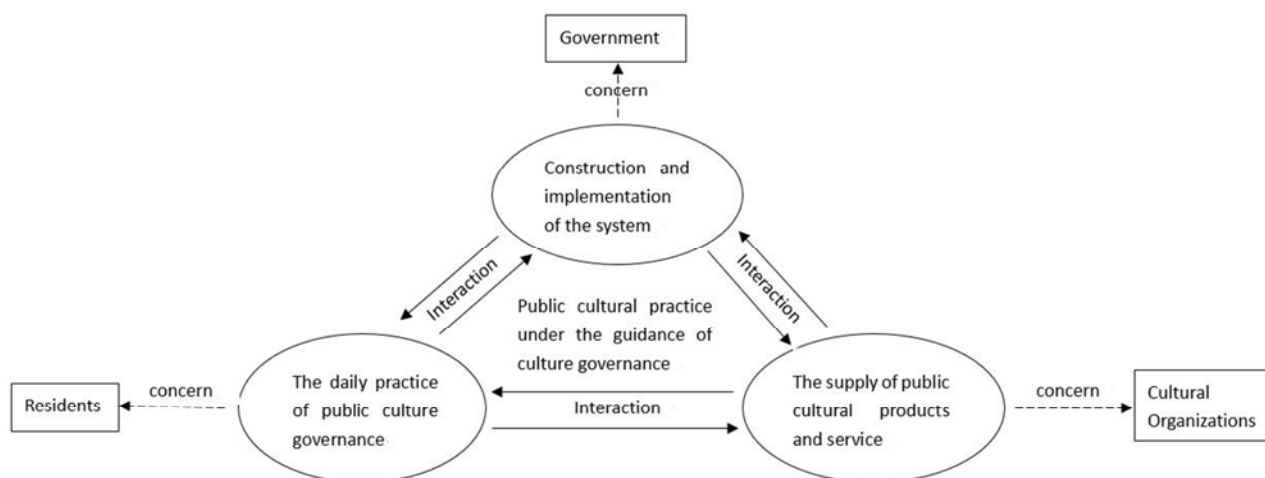 Government
concern
Construction and
implementation
of the system
Interaction
Interaction
Public cultural practice
under the guidance of
culture governance
Residents
concern
The daily practice
of public culture
governance
Interaction
The supply of public
cultural products
and service
concern
Cultural
Organizations